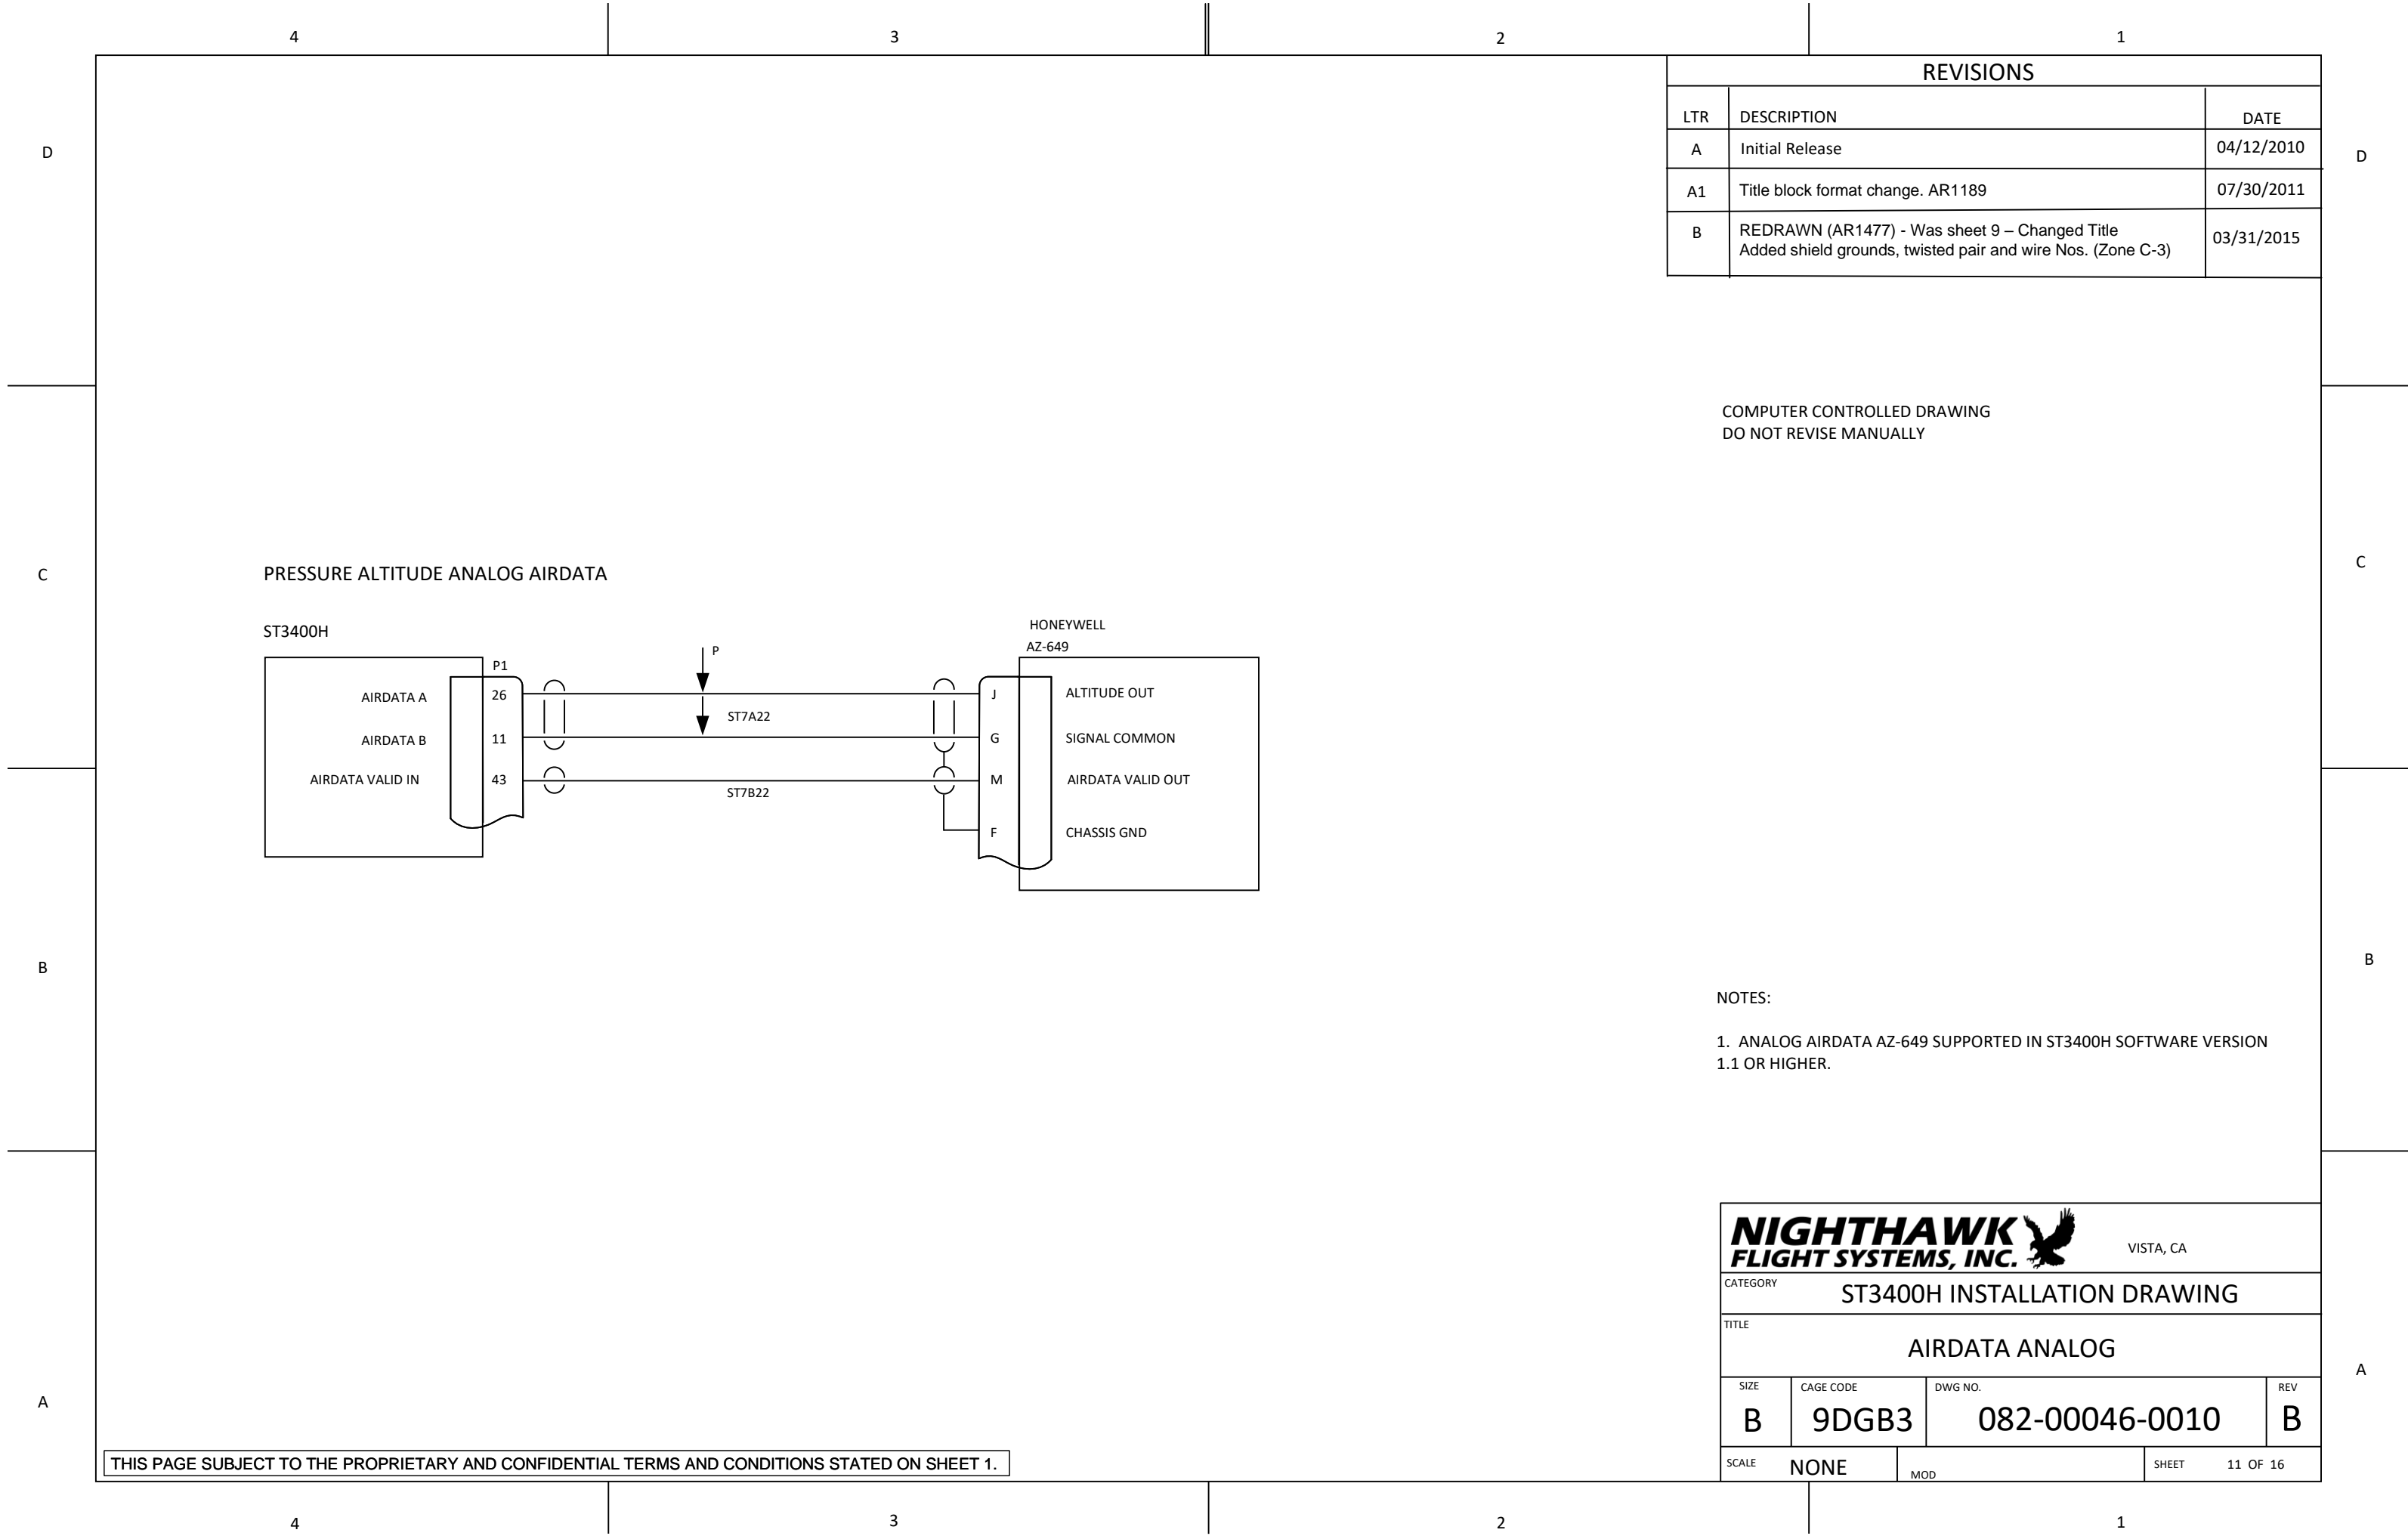 4 3 2 1
REVISIONS
LTR DESCRIPTION DATE
A Initial Release 04/12/2010
A1 Title block format change. AR1189 07/30/2011
B REDRAWN (AR1477) - Was sheet 9 – Changed Title
Added shield grounds, twisted pair and wire Nos. (Zone C-3) 03/31/2015
D D
COMPUTER CONTROLLED DRAWING
DO NOT REVISE MANUALLY
C C
PRESSURE ALTITUDE ANALOG AIRDATA
ST3400H
HONEYWELL
AZ-649
P1
P
AIRDATA A 26 J ALTITUDE OUT
ST7A22
AIRDATA B 11 G SIGNAL COMMON
AIRDATA VALID IN 43 M AIRDATA VALID OUT
ST7B22
F CHASSIS GND
B B
NOTES:
1. ANALOG AIRDATA AZ-649 SUPPORTED IN ST3400H SOFTWARE VERSION
1.1 OR HIGHER.
NIGHTHAWK
FLIGHT SYSTEMS, INC.
VISTA, CA
CATEGORY
ST3400H INSTALLATION DRAWING
TITLE
AIRDATA ANALOG
A A
SIZE CAGE CODE DWG NO. REV
B 9DGB3 082-00046-0010 B
SCALE NONE MOD SHEET 11 OF 16
THIS PAGE SUBJECT TO THE PROPRIETARY AND CONFIDENTIAL TERMS AND CONDITIONS STATED ON SHEET 1.
4 3 2 1